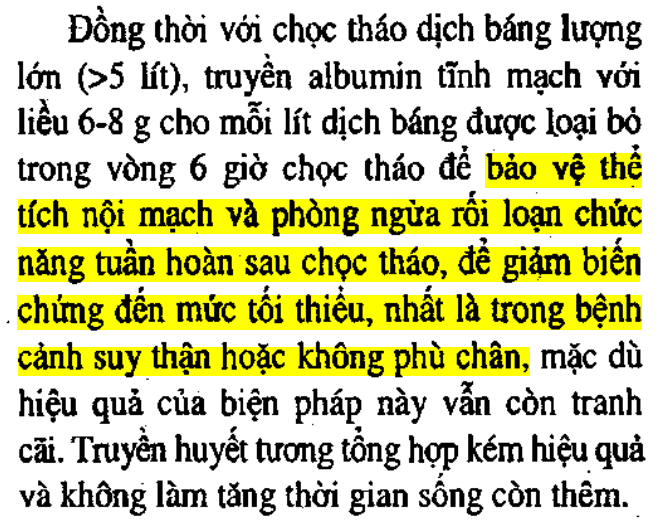 Đồng thời với chọc tháo dịch báng lượng
lớn (>5 lít), truyền albumin tĩnh mạch với
liều 6-8 g cho mỗi lít dịch báng được loại bỏ
trong vòng 6 giờ chọc tháo để bảo vệ thể
tích nội mạch và phòng ngừa rối loạn chức
năng tuần hoàn sau chọc tháo, để giảm biến
chứng đến mức tối thiểu, nhất là trong bệnh
cảnh suy thận hoặc không phù chân, mặc dù
hiệu quả của biện pháp này vẫn còn tranh
cãi. Truyền huyết tương tổng hợp kém hiệu quả
và không làm tăng thời gian sống còn thêm.